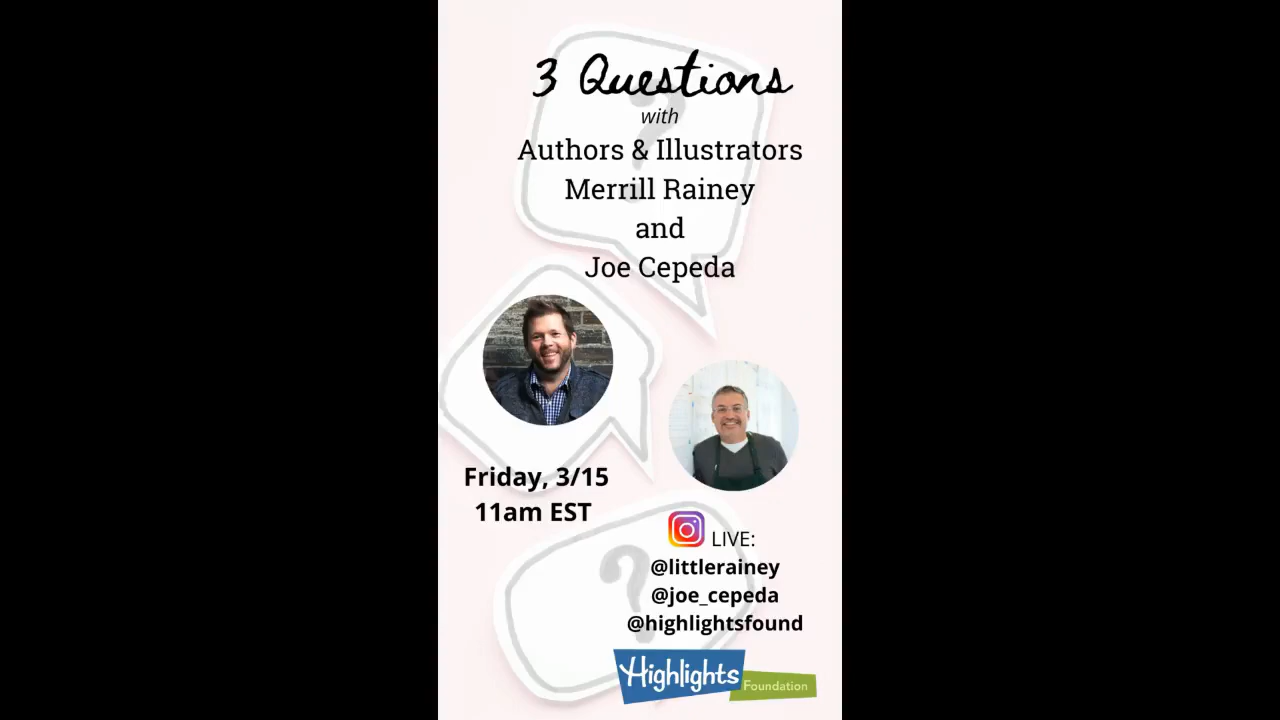 3 Questions
with
Authors & Illustrators
Merrill Rainey
and
Joe Cepeda
Friday, 3/15
11am EST
LIVE:
@littlerainey
@joe_cepeda
@highlightsfound
Highlights
Foundation